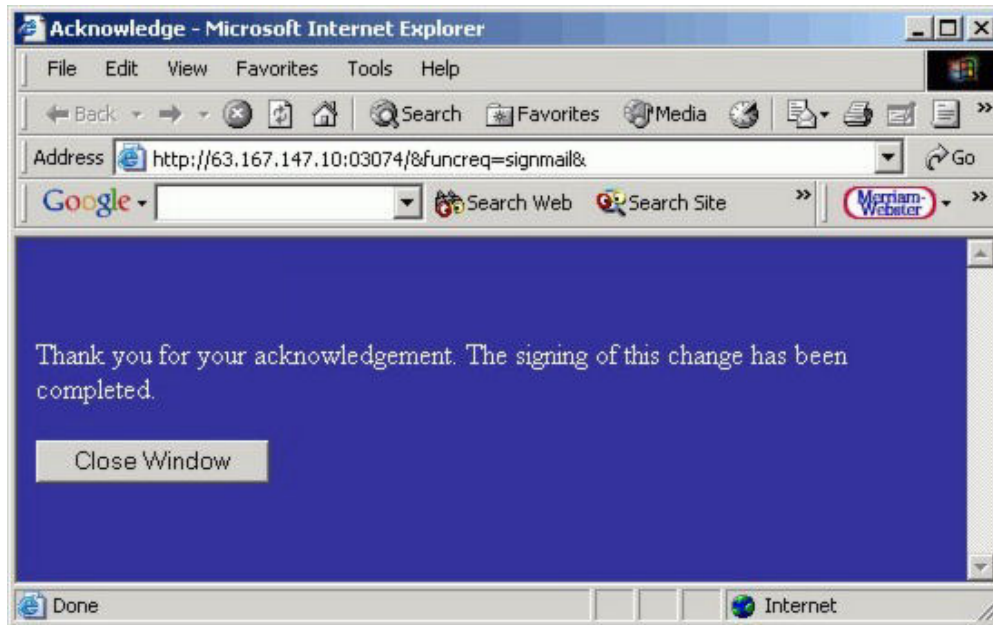 Acknowledge - Microsoft Internet Explorer
File Edit View Favorites Tools Help
Back Search Favorites Media »
Address http://63.167.147.10:03074/&funcreq=signmail& Go
Google Search Web Search Site » Merriam-Webster »
Thank you for your acknowledgement. The signing of this change has been
completed.
Close Window
Done Internet